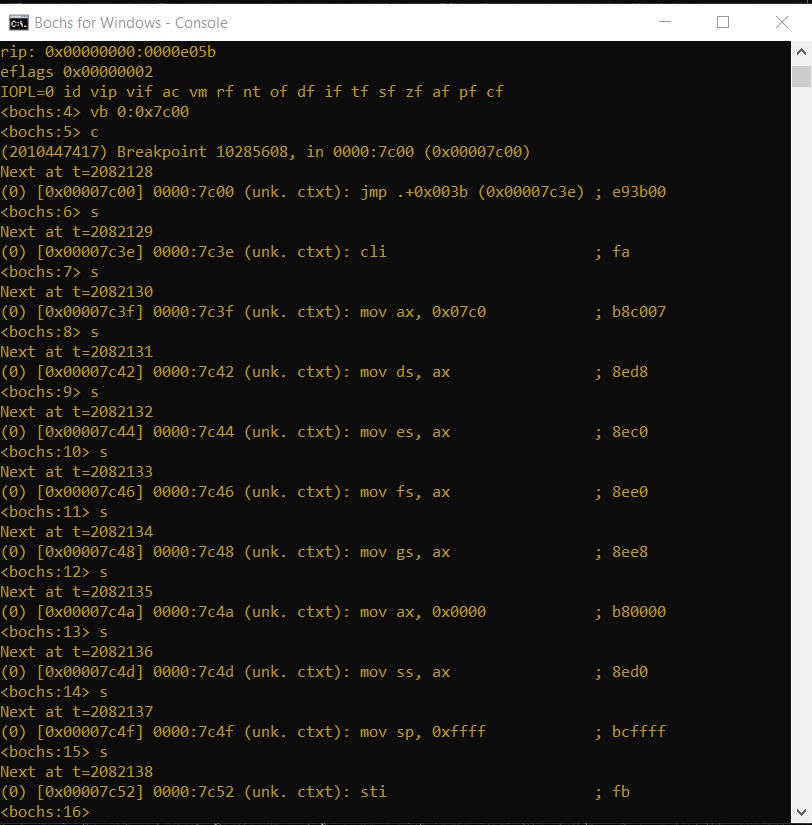 Bochs for Windows - Console
rip: 0x00000000:0000e05b
eflags 0x00000002
IOPL=0 id vip vif ac vm rf nt of df if tf sf zf af pf cf
<bochs:4> vb 0:0x7c00
<bochs:5> c
(2010447417) Breakpoint 10285608, in 0000:7c00 (0x00007c00)
Next at t=2082128
(0) [0x00007c00] 0000:7c00 (unk. ctxt): jmp .+0x003b (0x00007c3e) ; e93b00
<bochs:6> s
Next at t=2082129
(0) [0x00007c3e] 0000:7c3e (unk. ctxt): cli                       ; fa
<bochs:7> s
Next at t=2082130
(0) [0x00007c3f] 0000:7c3f (unk. ctxt): mov ax, 0x07c0            ; b8c007
<bochs:8> s
Next at t=2082131
(0) [0x00007c42] 0000:7c42 (unk. ctxt): mov ds, ax                ; 8ed8
<bochs:9> s
Next at t=2082132
(0) [0x00007c44] 0000:7c44 (unk. ctxt): mov es, ax                ; 8ec0
<bochs:10> s
Next at t=2082133
(0) [0x00007c46] 0000:7c46 (unk. ctxt): mov fs, ax                ; 8ee0
<bochs:11> s
Next at t=2082134
(0) [0x00007c48] 0000:7c48 (unk. ctxt): mov gs, ax                ; 8ee8
<bochs:12> s
Next at t=2082135
(0) [0x00007c4a] 0000:7c4a (unk. ctxt): mov ax, 0x0000            ; b80000
<bochs:13> s
Next at t=2082136
(0) [0x00007c4d] 0000:7c4d (unk. ctxt): mov ss, ax                ; 8ed0
<bochs:14> s
Next at t=2082137
(0) [0x00007c4f] 0000:7c4f (unk. ctxt): mov sp, 0xffff            ; bcffff
<bochs:15> s
Next at t=2082138
(0) [0x00007c52] 0000:7c52 (unk. ctxt): sti                       ; fb
<bochs:16>